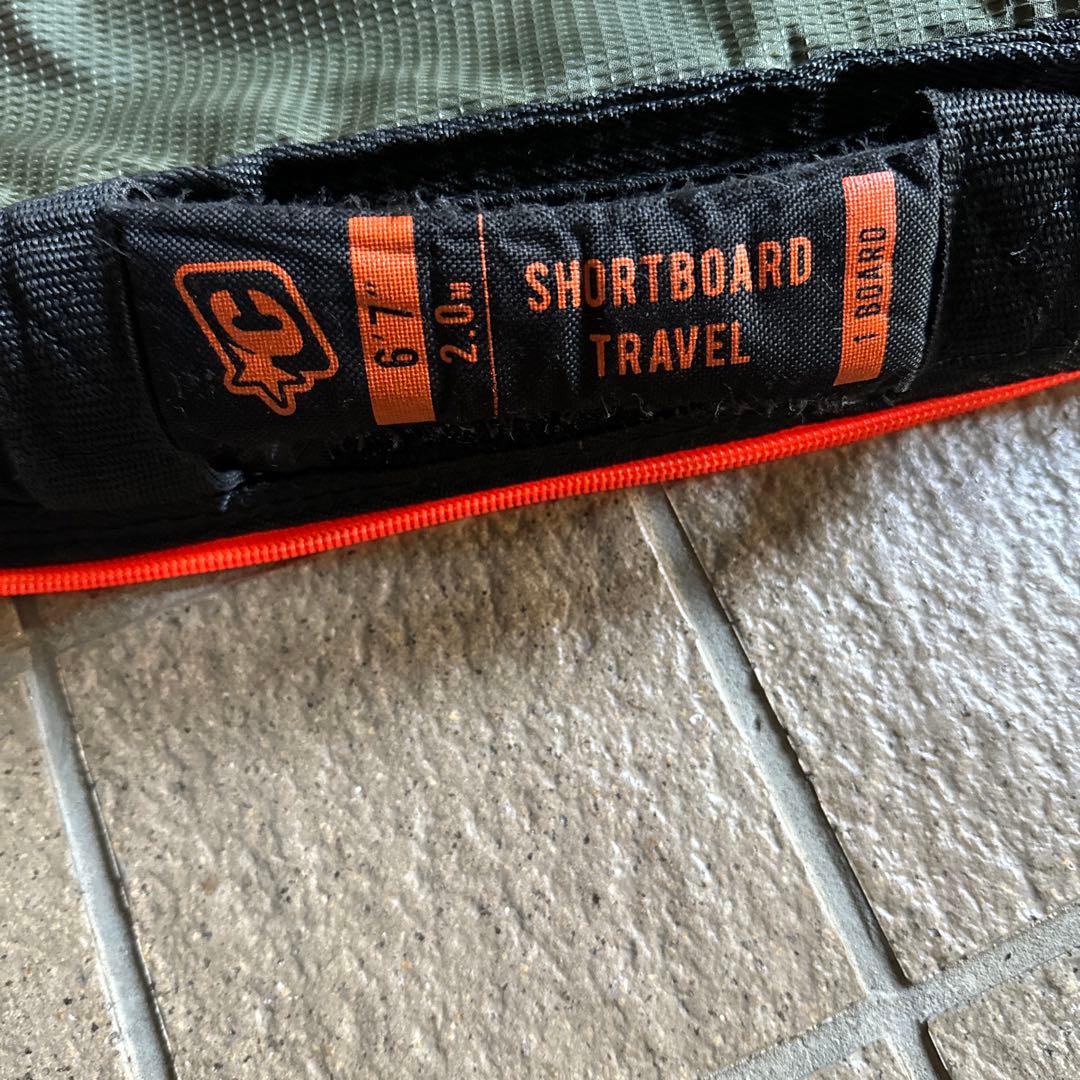 6'7"
2.0M
SHORTBOARD
TRAVEL
1 BOARD